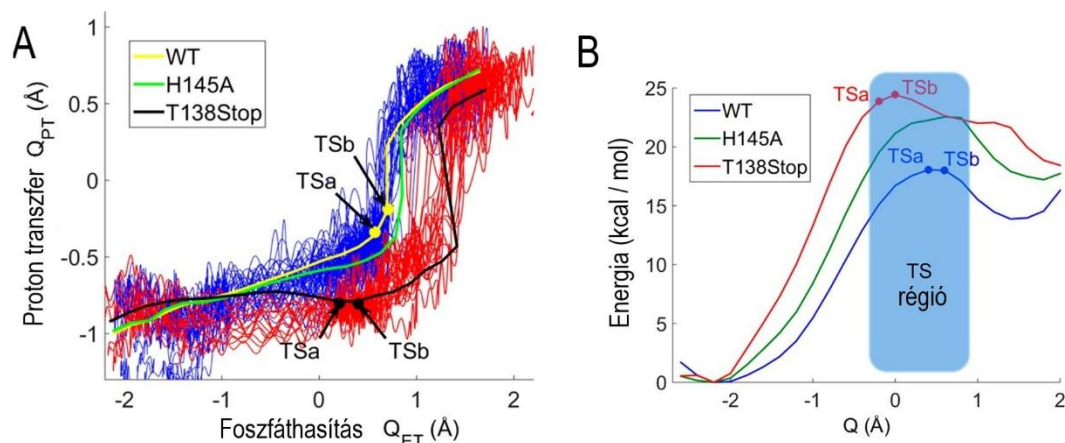 A
WT
H145A
T138Stop
TSb
TSa
TSa
TSb
Proton transzfer Q_PT (Å)
1
0.5
0
-0.5
-1
-2
-1
0
1
2
Foszfáthasítás Q_ET (Å)
B
WT
H145A
T138Stop
TSa
TSb
TSa
TSb
TS
régió
Energia (kcal / mol)
25
20
15
10
5
0
-2
-1
0
1
2
Q (Å)